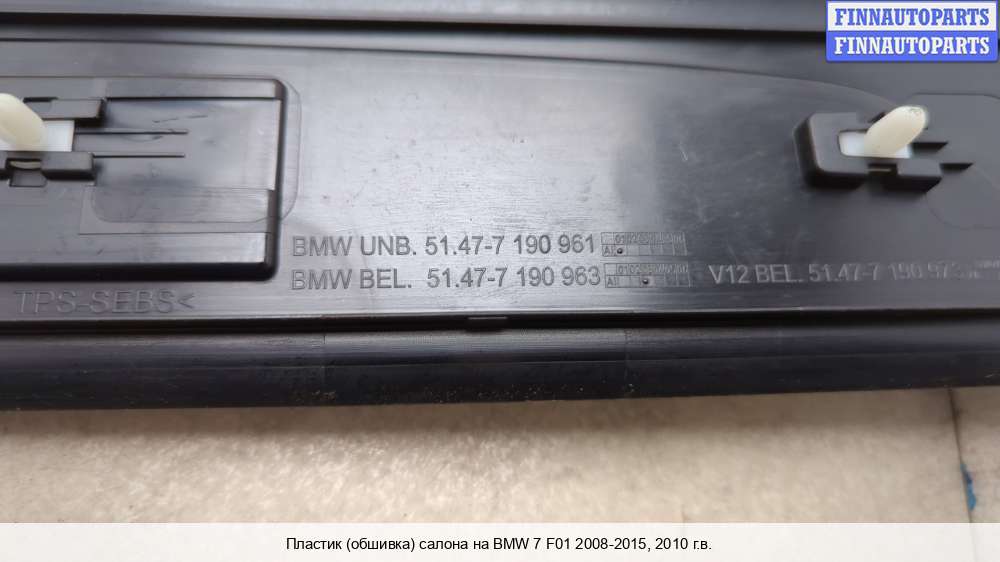 FINNAUTOPARTS
FINNAUTOPARTS
BMW UNB. 51.47-7 190 961
BMW BEL. 51.47-7 190 963
V12 BEL. 51.47-7 190 973
TPS-SEBS<
Пластик (обшивка) салона на BMW 7 F01 2008-2015, 2010 г.в.